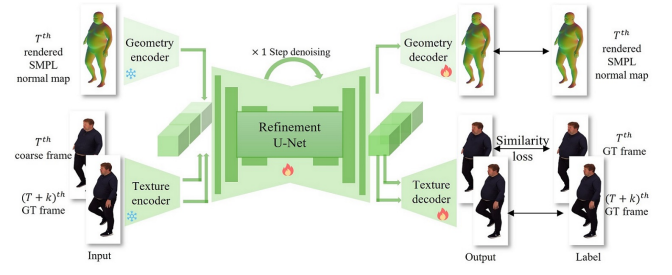 T^th
rendered
SMPL
normal map
Geometry
encoder
× 1 Step denoising
Geometry
decoder
T^th
rendered
SMPL
normal map
T^th
coarse frame
(T + k)^th
GT frame
Texture
encoder
Refinement
U-Net
Texture
decoder
Similarity
loss
T^th
GT frame
(T + k)^th
GT frame
Input
Output
Label